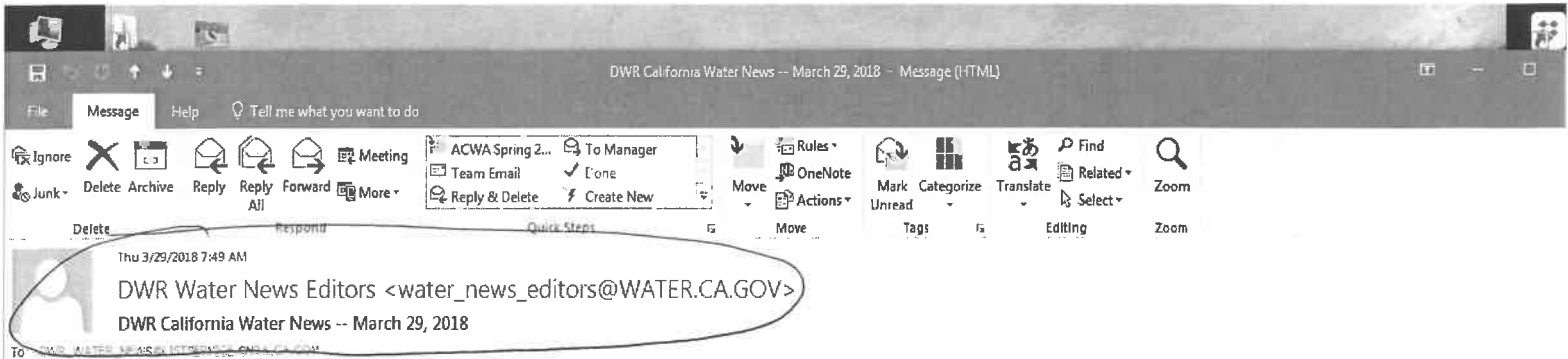 DWR California Water News -- March 29, 2018 - Message (HTML)
File Message Help Tell me what you want to do
Ignore
Junk
Delete Archive
Reply Reply All Forward
Meeting
More
ACWA Spring 2... To Manager
Team Email Done
Reply & Delete Create New
Move
Rules
OneNote
Actions
Mark Unread Categorize
Translate
Find
Related
Select
Zoom
Delete Respond Quick Steps Move Tags Editing Zoom
Thu 3/29/2018 7:49 AM
DWR Water News Editors <water_news_editors@WATER.CA.GOV>
DWR California Water News -- March 29, 2018
To